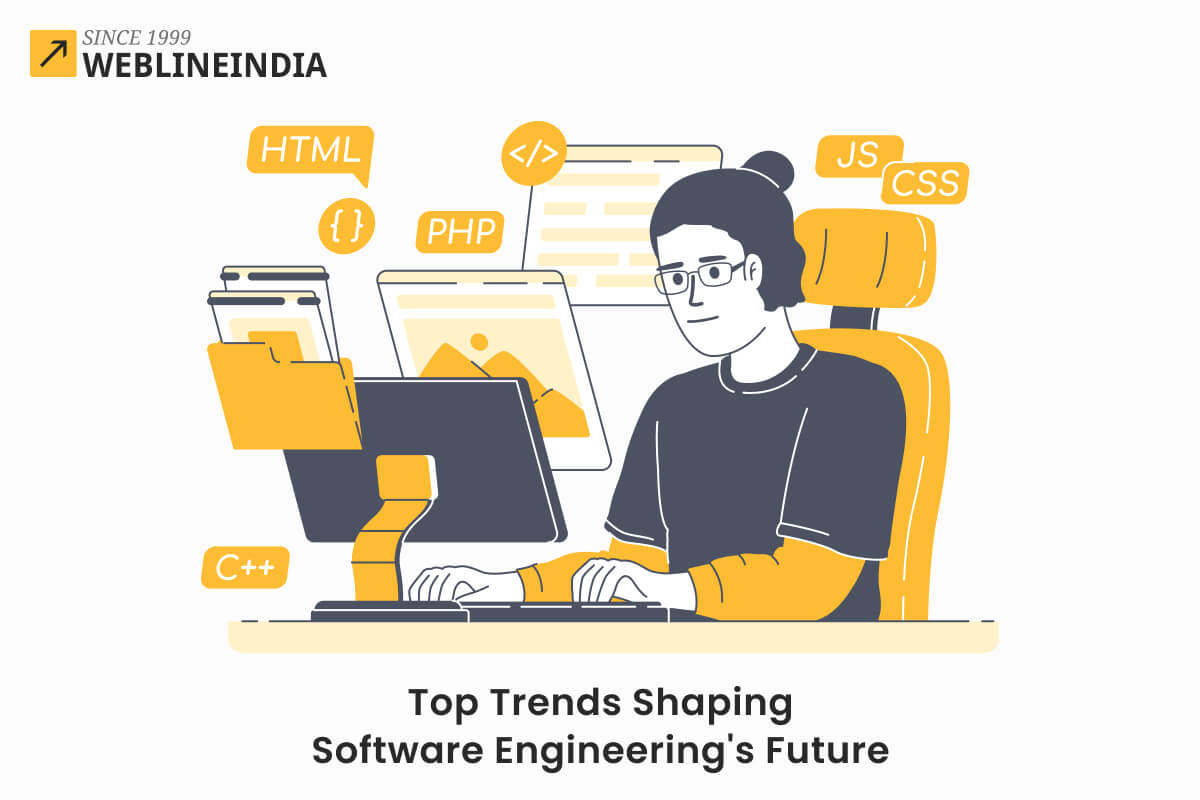 SINCE 1999
WEBLINEINDIA
HTML
</>
JS
CSS
{ }
PHP
C++
Top Trends Shaping
Software Engineering's Future